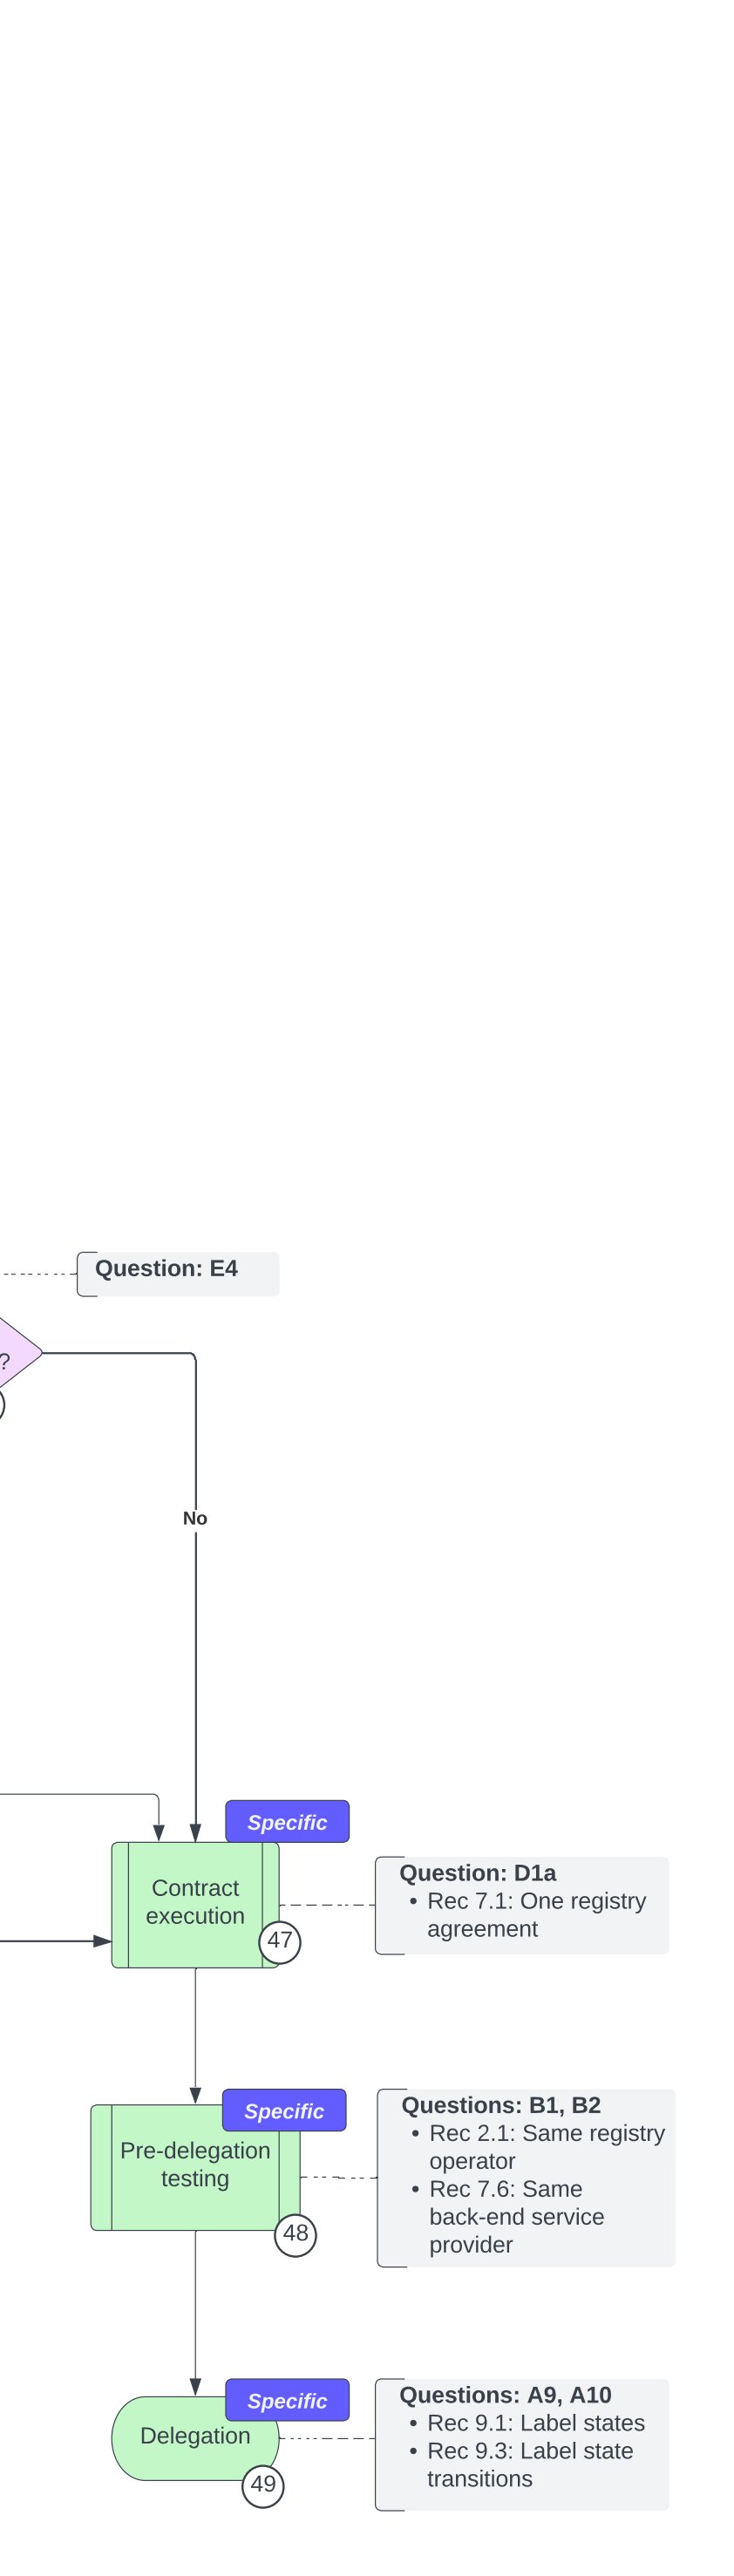 Question: E4
?
No
Specific
Contract
execution
47
Question: D1a
• Rec 7.1: One registry
agreement
Specific
Pre-delegation
testing
48
Questions: B1, B2
• Rec 2.1: Same registry
operator
• Rec 7.6: Same
back-end service
provider
Specific
Delegation
49
Questions: A9, A10
• Rec 9.1: Label states
• Rec 9.3: Label state
transitions